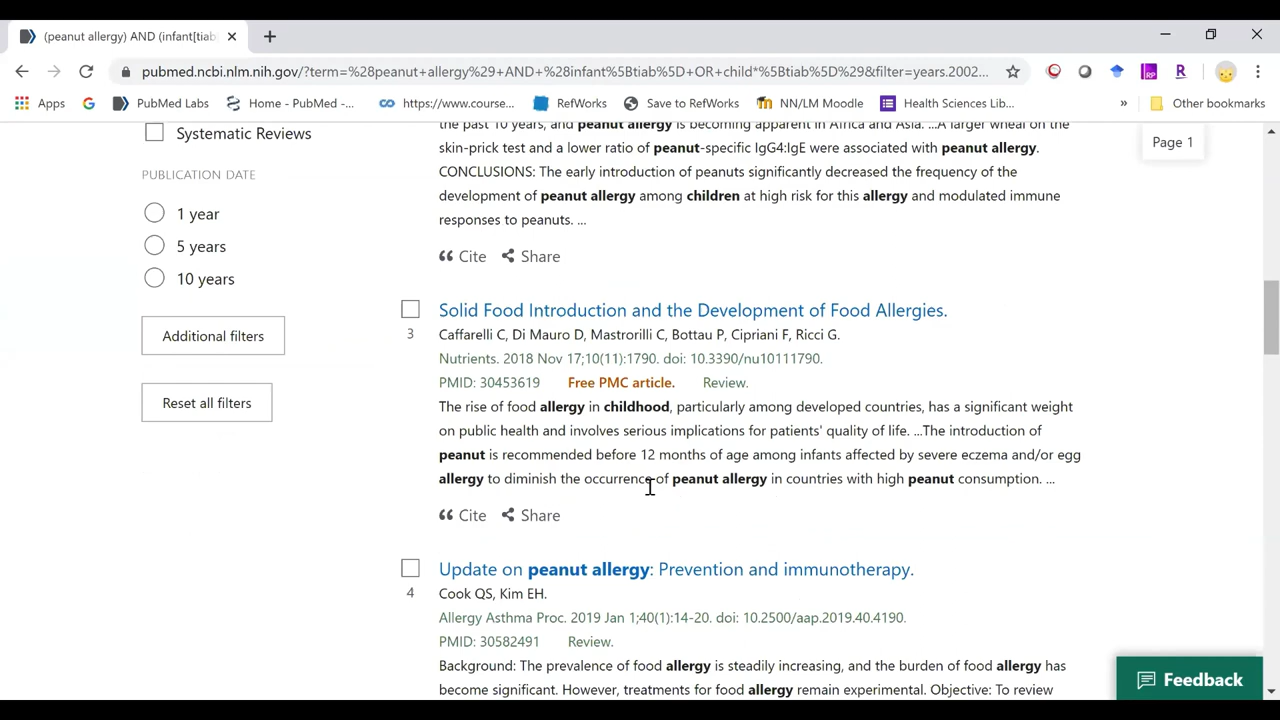 (peanut allergy) AND (infant[tiab
pubmed.ncbi.nlm.nih.gov/?term=%28peanut+allergy%29+AND+%28infant%5Btiab%5D+OR+child*%5Btiab%5D%29&filter=years.2002...
Apps PubMed Labs Home - PubMed -... https://www.course... RefWorks Save to RefWorks NN/LM Moodle Health Sciences Lib... » Other bookmarks
Systematic Reviews
PUBLICATION DATE
1 year
5 years
10 years
Additional filters
Reset all filters
the past 10 years, and peanut allergy is becoming apparent in Africa and Asia. ...A larger wheal on the
skin-prick test and a lower ratio of peanut-specific IgG4:IgE were associated with peanut allergy.
CONCLUSIONS: The early introduction of peanuts significantly decreased the frequency of the
development of peanut allergy among children at high risk for this allergy and modulated immune
responses to peanuts. ...
Cite Share
Page 1
Solid Food Introduction and the Development of Food Allergies.
3 Caffarelli C, Di Mauro D, Mastrorilli C, Bottau P, Cipriani F, Ricci G.
Nutrients. 2018 Nov 17;10(11):1790. doi: 10.3390/nu10111790.
PMID: 30453619 Free PMC article. Review.
The rise of food allergy in childhood, particularly among developed countries, has a significant weight
on public health and involves serious implications for patients' quality of life. ...The introduction of
peanut is recommended before 12 months of age among infants affected by severe eczema and/or egg
allergy to diminish the occurrence of peanut allergy in countries with high peanut consumption. ...
Cite Share
Update on peanut allergy: Prevention and immunotherapy.
4 Cook QS, Kim EH.
Allergy Asthma Proc. 2019 Jan 1;40(1):14-20. doi: 10.2500/aap.2019.40.4190.
PMID: 30582491 Review.
Background: The prevalence of food allergy is steadily increasing, and the burden of food allergy has
become significant. However, treatments for food allergy remain experimental. Objective: To review
Feedback